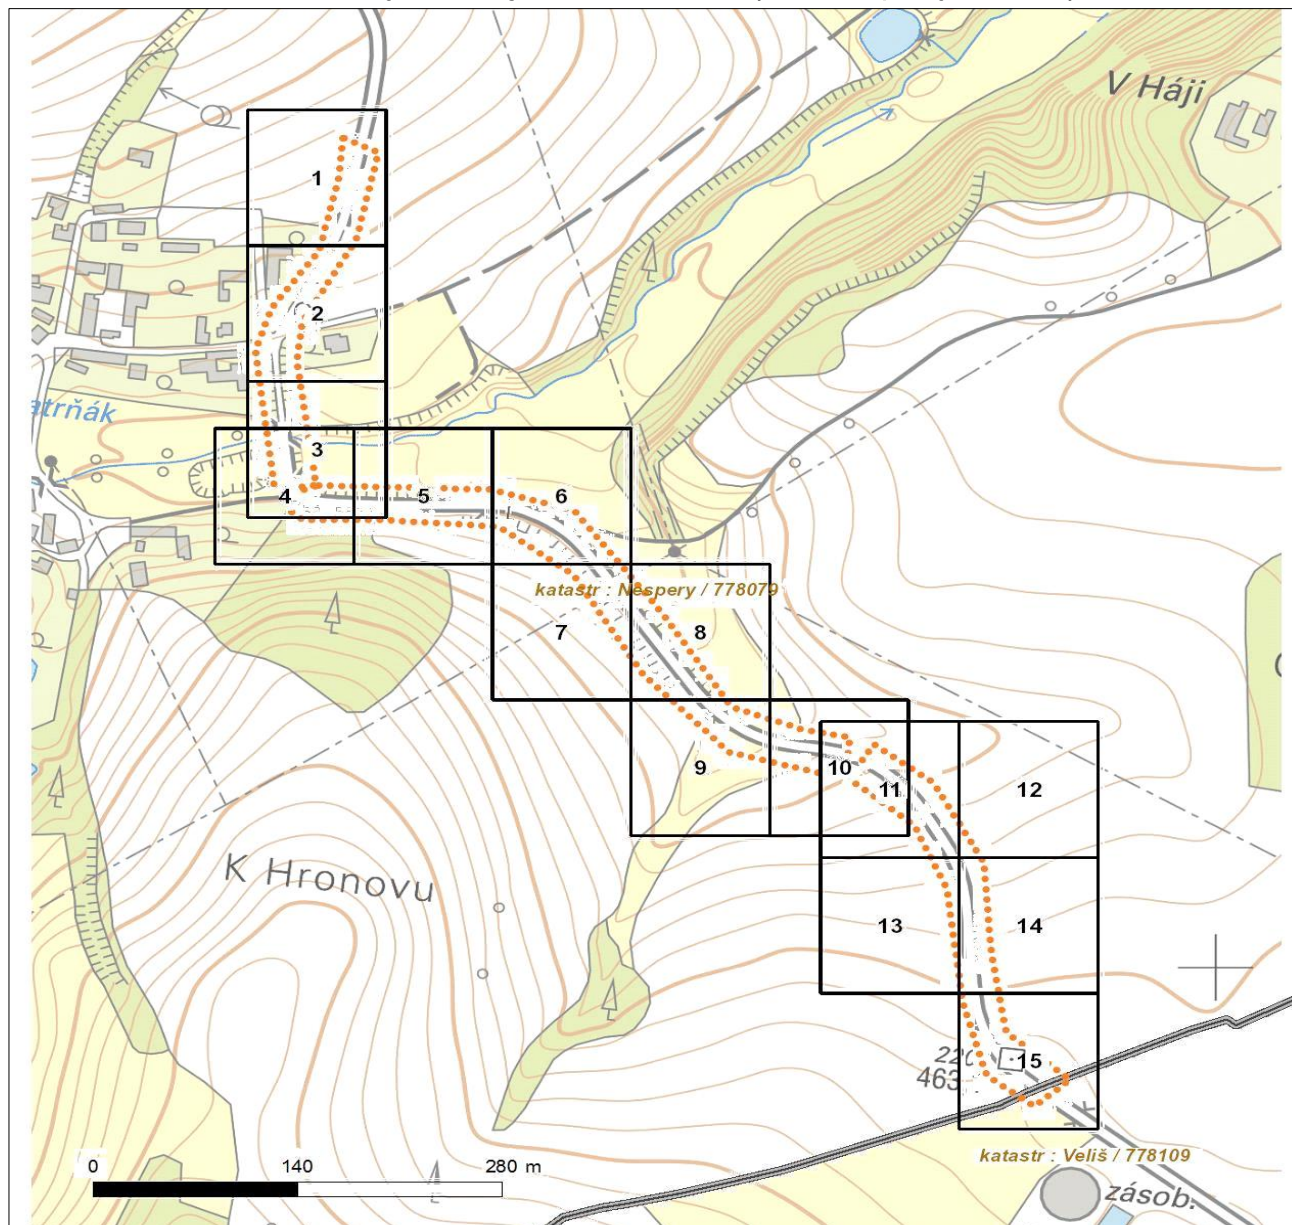 V Háji
1
2
atrňák
3
4
5
6
katastr : Nespery / 778079
7
8
9
10
11
12
K Hronovu
13
14
15
463
katastr : Veliš / 778109
zásob.
0 140 280 m